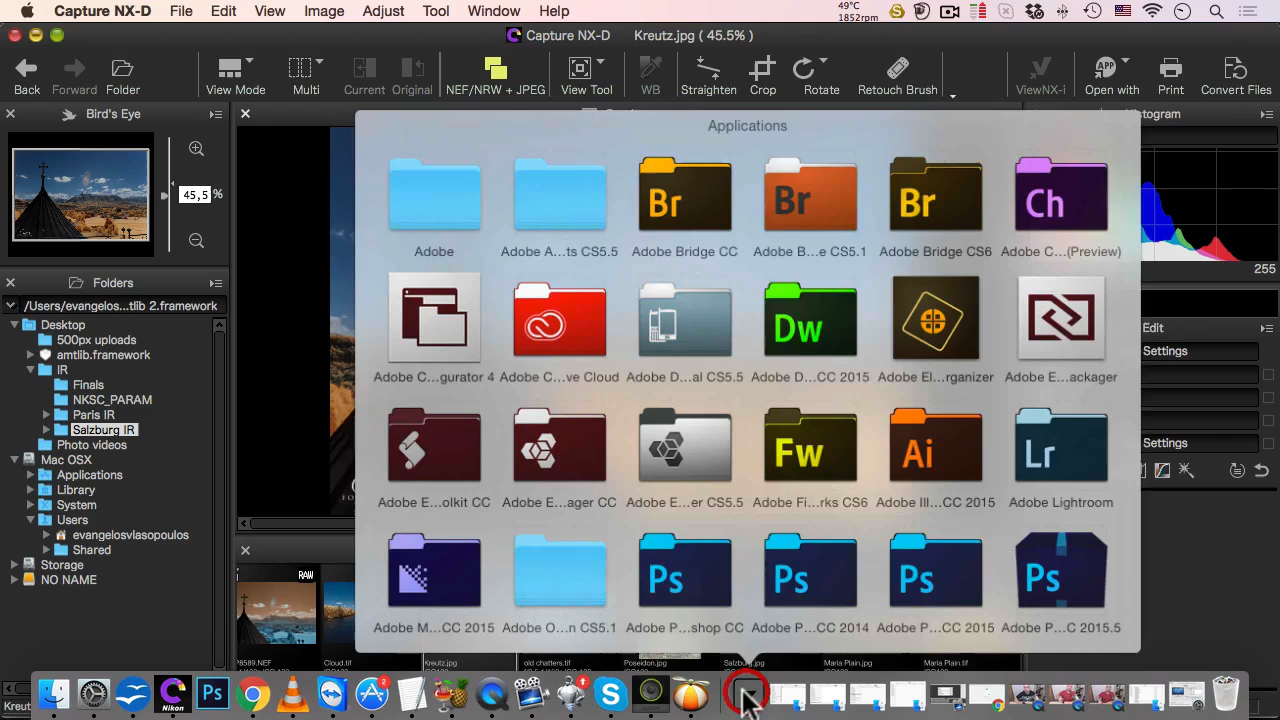 Capture NX-D File Edit View Image Adjust Tool Window Help 49°C 1852rpm
Capture NX-D Kreutz.jpg ( 45.5% )
Back Forward Folder View Mode Multi Current Original NEF/NRW + JPEG View Tool WB Straighten Crop Rotate Retouch Brush ViewNX-i APP Open with Print Convert Files
Bird's Eye
45,5 %
Folders
/Users/evangelos...tlib 2.framework
Desktop
500px uploads
amtlib.framework
IR
Finals
NKSC_PARAM
Paris IR
Salzburg IR
Photo videos
Mac OSX
Applications
Library
System
Users
evangelosvlasopoulos
Shared
Storage
NO NAME
Applications
Br Br Br Ch
Adobe Adobe A...ts CS5.5 Adobe Bridge CC Adobe B...e CS5.1 Adobe Bridge CS6 Adobe C...(Preview)
Dw
Adobe C...gurator 4 Adobe C...ve Cloud Adobe D...al CS5.5 Adobe D...CC 2015 Adobe El...rganizer Adobe E...ackager
Fw Ai Lr
Adobe E...olkit CC Adobe E...ager CC Adobe E...er CS5.5 Adobe Fi...rks CS6 Adobe Ill...CC 2015 Adobe Lightroom
Ps Ps Ps Ps
Adobe M...CC 2015 Adobe O...n CS5.1 Adobe P...shop CC Adobe P...CC 2014 Adobe P...CC 2015 Adobe P...C 2015.5
255
Edit
Settings
Settings
RAW
8589.NEF Cloud.tif Kreutz.jpg old chatters.tif Poseidon.tif Salzburg.jpg Maria Plain.jpg Maria Plain.tif
Nikon Ps 2 1